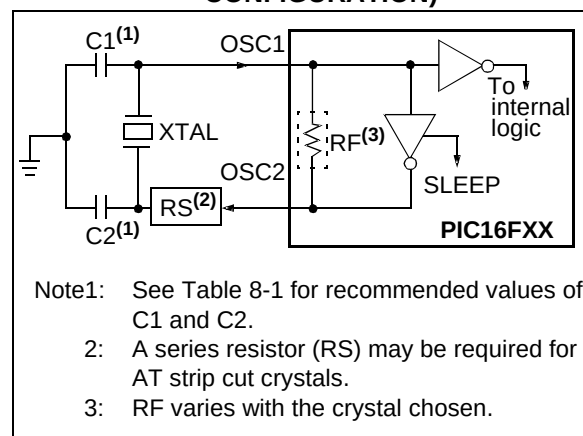 CONFIGURATION)
C1(1)
OSC1
To
internal
logic
XTAL
RF(3)
OSC2
SLEEP
RS(2)
C2(1)
PIC16FXX
Note1: See Table 8-1 for recommended values of
C1 and C2.
2: A series resistor (RS) may be required for
AT strip cut crystals.
3: RF varies with the crystal chosen.